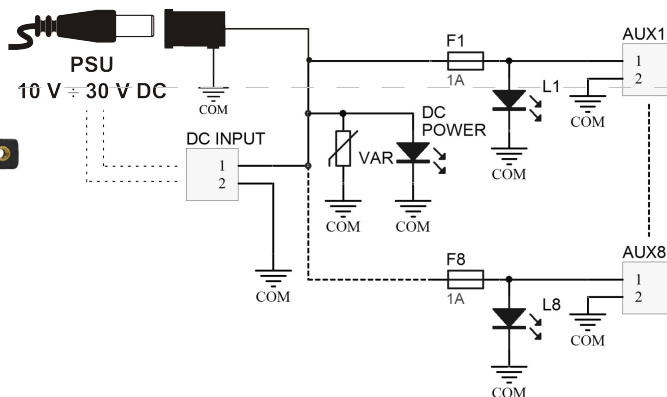 PSU
10 V ÷ 30 V DC
COM
DC INPUT
1
2
COM
VAR
COM
DC
POWER
COM
F1
1A
L1
COM
AUX1
1
2
COM
F8
1A
L8
COM
AUX8
1
2
COM